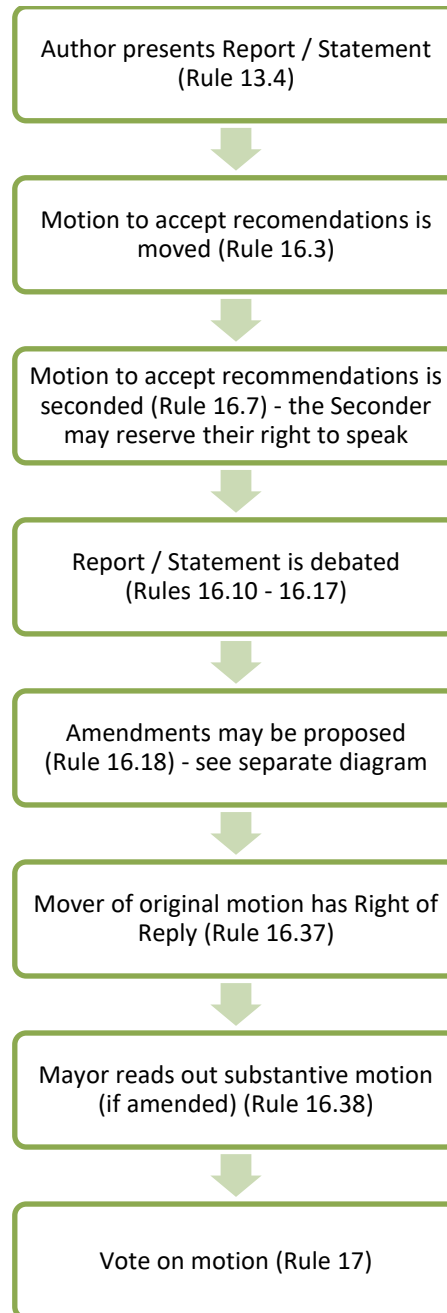 Author presents Report / Statement
(Rule 13.4)
Motion to accept recomendations is
moved (Rule 16.3)
Motion to accept recommendations is
seconded (Rule 16.7) - the Seconder
may reserve their right to speak
Report / Statement is debated
(Rules 16.10 - 16.17)
Amendments may be proposed
(Rule 16.18) - see separate diagram
Mover of original motion has Right of
Reply (Rule 16.37)
Mayor reads out substantive motion
(if amended) (Rule 16.38)
Vote on motion (Rule 17)